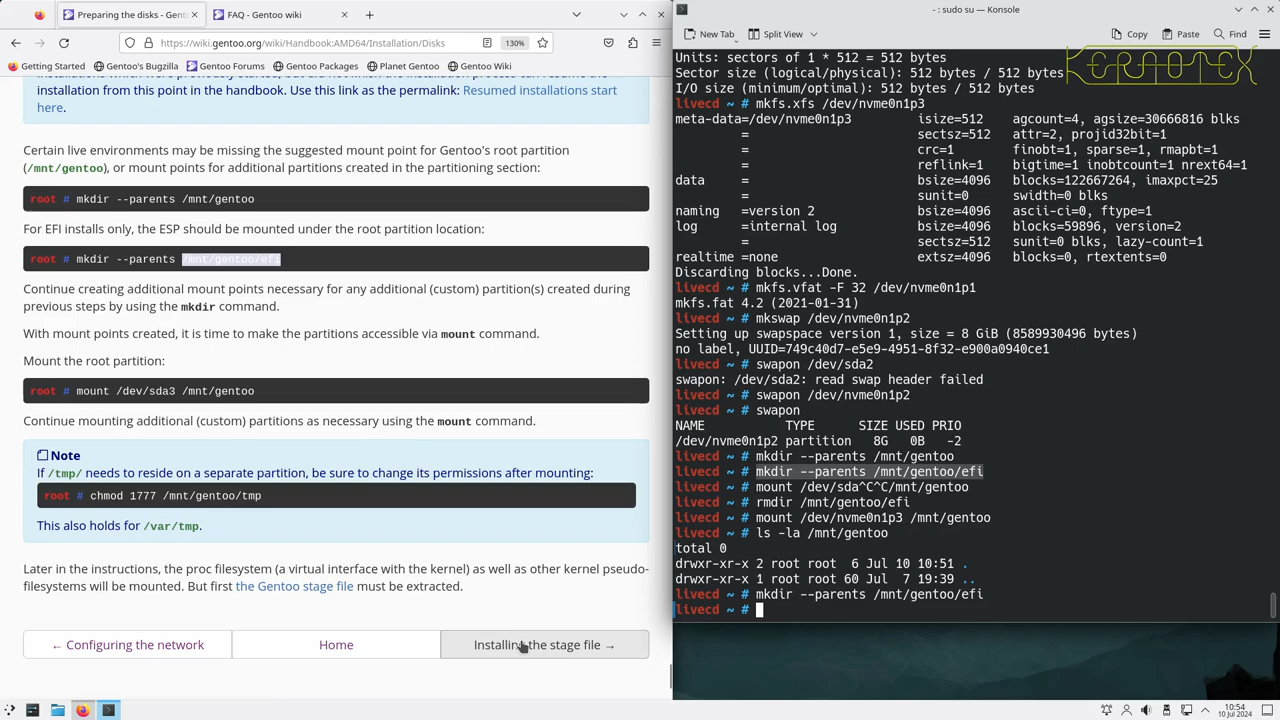 Preparing the disks - Gent
FAQ - Gentoo wiki
https://wiki.gentoo.org/wiki/Handbook:AMD64/Installation/Disks
130%
Getting Started
Gentoo's Bugzilla
Gentoo Forums
Gentoo Packages
Planet Gentoo
Gentoo Wiki
installations which were previously started, but did not finish the installation process can resume the
installation from this point in the handbook. Use this link as the permalink: Resumed installations start
here.
Certain live environments may be missing the suggested mount point for Gentoo's root partition
(/mnt/gentoo), or mount points for additional partitions created in the partitioning section:
root # mkdir --parents /mnt/gentoo
For EFI installs only, the ESP should be mounted under the root partition location:
root # mkdir --parents /mnt/gentoo/efi
Continue creating additional mount points necessary for any additional (custom) partition(s) created during
previous steps by using the mkdir command.
With mount points created, it is time to make the partitions accessible via mount command.
Mount the root partition:
root # mount /dev/sda3 /mnt/gentoo
Continue mounting additional (custom) partitions as necessary using the mount command.
Note
If /tmp/ needs to reside on a separate partition, be sure to change its permissions after mounting:
root # chmod 1777 /mnt/gentoo/tmp
This also holds for /var/tmp.
Later in the instructions, the proc filesystem (a virtual interface with the kernel) as well as other kernel pseudo-
filesystems will be mounted. But first the Gentoo stage file must be extracted.
← Configuring the network
Home
Installing the stage file →
- : sudo su — Konsole
New Tab
Split View
Copy
Paste
Find
Units: sectors of 1 * 512 = 512 bytes
Sector size (logical/physical): 512 bytes / 512 bytes
I/O size (minimum/optimal): 512 bytes / 512 bytes
livecd ~ # mkfs.xfs /dev/nvme0n1p3
meta-data=/dev/nvme0n1p3 isize=512 agcount=4, agsize=30666816 blks
= sectsz=512 attr=2, projid32bit=1
= crc=1 finobt=1, sparse=1, rmapbt=1
= reflink=1 bigtime=1 inobtcount=1 nrext64=1
data = bsize=4096 blocks=122667264, imaxpct=25
= sunit=0 swidth=0 blks
naming =version 2 bsize=4096 ascii-ci=0, ftype=1
log =internal log bsize=4096 blocks=59896, version=2
= sectsz=512 sunit=0 blks, lazy-count=1
realtime =none extsz=4096 blocks=0, rtextents=0
Discarding blocks...Done.
livecd ~ # mkfs.vfat -F 32 /dev/nvme0n1p1
mkfs.fat 4.2 (2021-01-31)
livecd ~ # mkswap /dev/nvme0n1p2
Setting up swapspace version 1, size = 8 GiB (8589930496 bytes)
no label, UUID=749c40d7-e5e9-4951-8f32-e900a0940ce1
livecd ~ # swapon /dev/sda2
swapon: /dev/sda2: read swap header failed
livecd ~ # swapon /dev/nvme0n1p2
livecd ~ # swapon
NAME TYPE SIZE USED PRIO
/dev/nvme0n1p2 partition 8G 0B -2
livecd ~ # mkdir --parents /mnt/gentoo
livecd ~ # mkdir --parents /mnt/gentoo/efi
livecd ~ # mount /dev/sda^C^C/mnt/gentoo
livecd ~ # rmdir /mnt/gentoo/efi
livecd ~ # mount /dev/nvme0n1p3 /mnt/gentoo
livecd ~ # ls -la /mnt/gentoo
total 0
drwxr-xr-x 2 root root 6 Jul 10 10:51 .
drwxr-xr-x 1 root root 60 Jul 7 19:39 ..
livecd ~ # mkdir --parents /mnt/gentoo/efi
livecd ~ #
10:54
10 Jul 2024